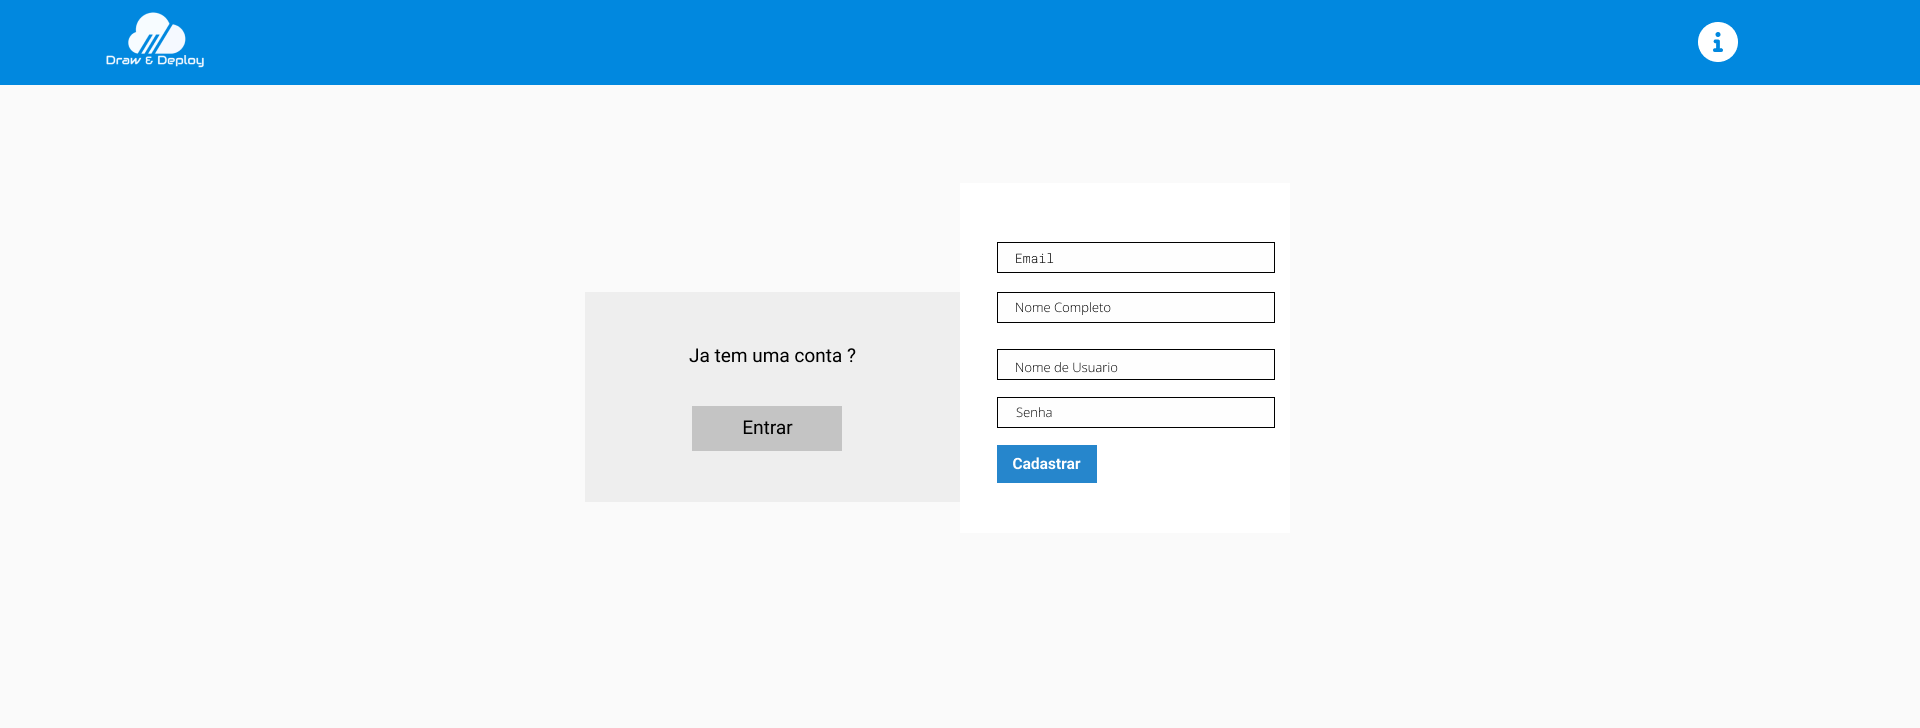 Draw & Deploy
Ja tem uma conta ?
Entrar
Email
Nome Completo
Nome de Usuario
Senha
Cadastrar